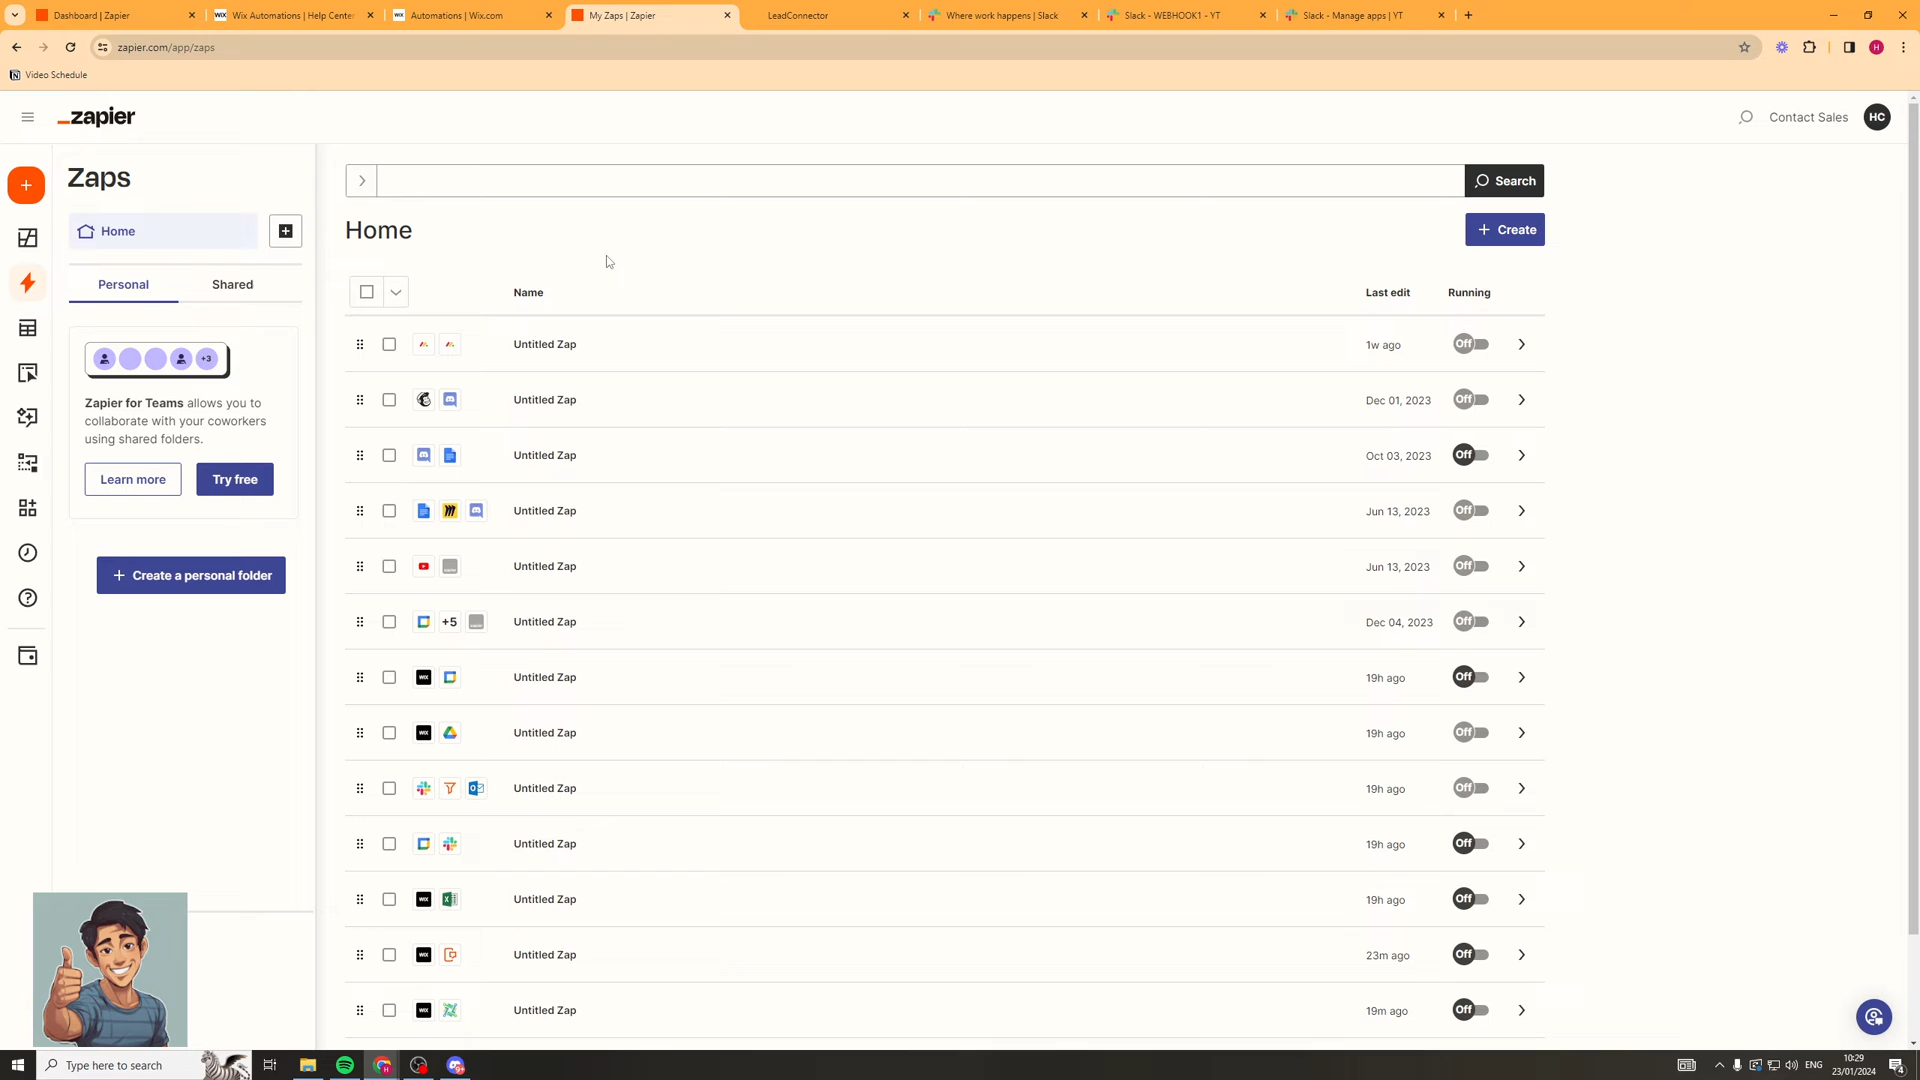 Dashboard | Zapier
Wix Automations | Help Center
Automations | Wix.com
My Zaps | Zapier
LeadConnector
Where work happens | Slack
Slack - WEBHOOK1 - YT
Slack - Manage apps | YT
zapier.com/app/zaps
H
Video Schedule
zapier
Contact Sales
HC
Zaps
Home
Personal
Shared
+3
Zapier for Teams allows you to
collaborate with your coworkers
using shared folders.
Learn more
Try free
+ Create a personal folder
Search
Home
+ Create
Name
Last edit
Running
Untitled Zap
1w ago
Off
Untitled Zap
Dec 01, 2023
Off
Untitled Zap
Oct 03, 2023
Off
Untitled Zap
Jun 13, 2023
Off
Untitled Zap
Jun 13, 2023
Off
+5
Untitled Zap
Dec 04, 2023
Off
WIX
Untitled Zap
19h ago
Off
WIX
Untitled Zap
19h ago
Off
Untitled Zap
19h ago
Off
Untitled Zap
19h ago
Off
WIX
Untitled Zap
19h ago
Off
WIX
Untitled Zap
23m ago
Off
WIX
Untitled Zap
19m ago
Off
Type here to search
ENG
10:29
23/01/2024